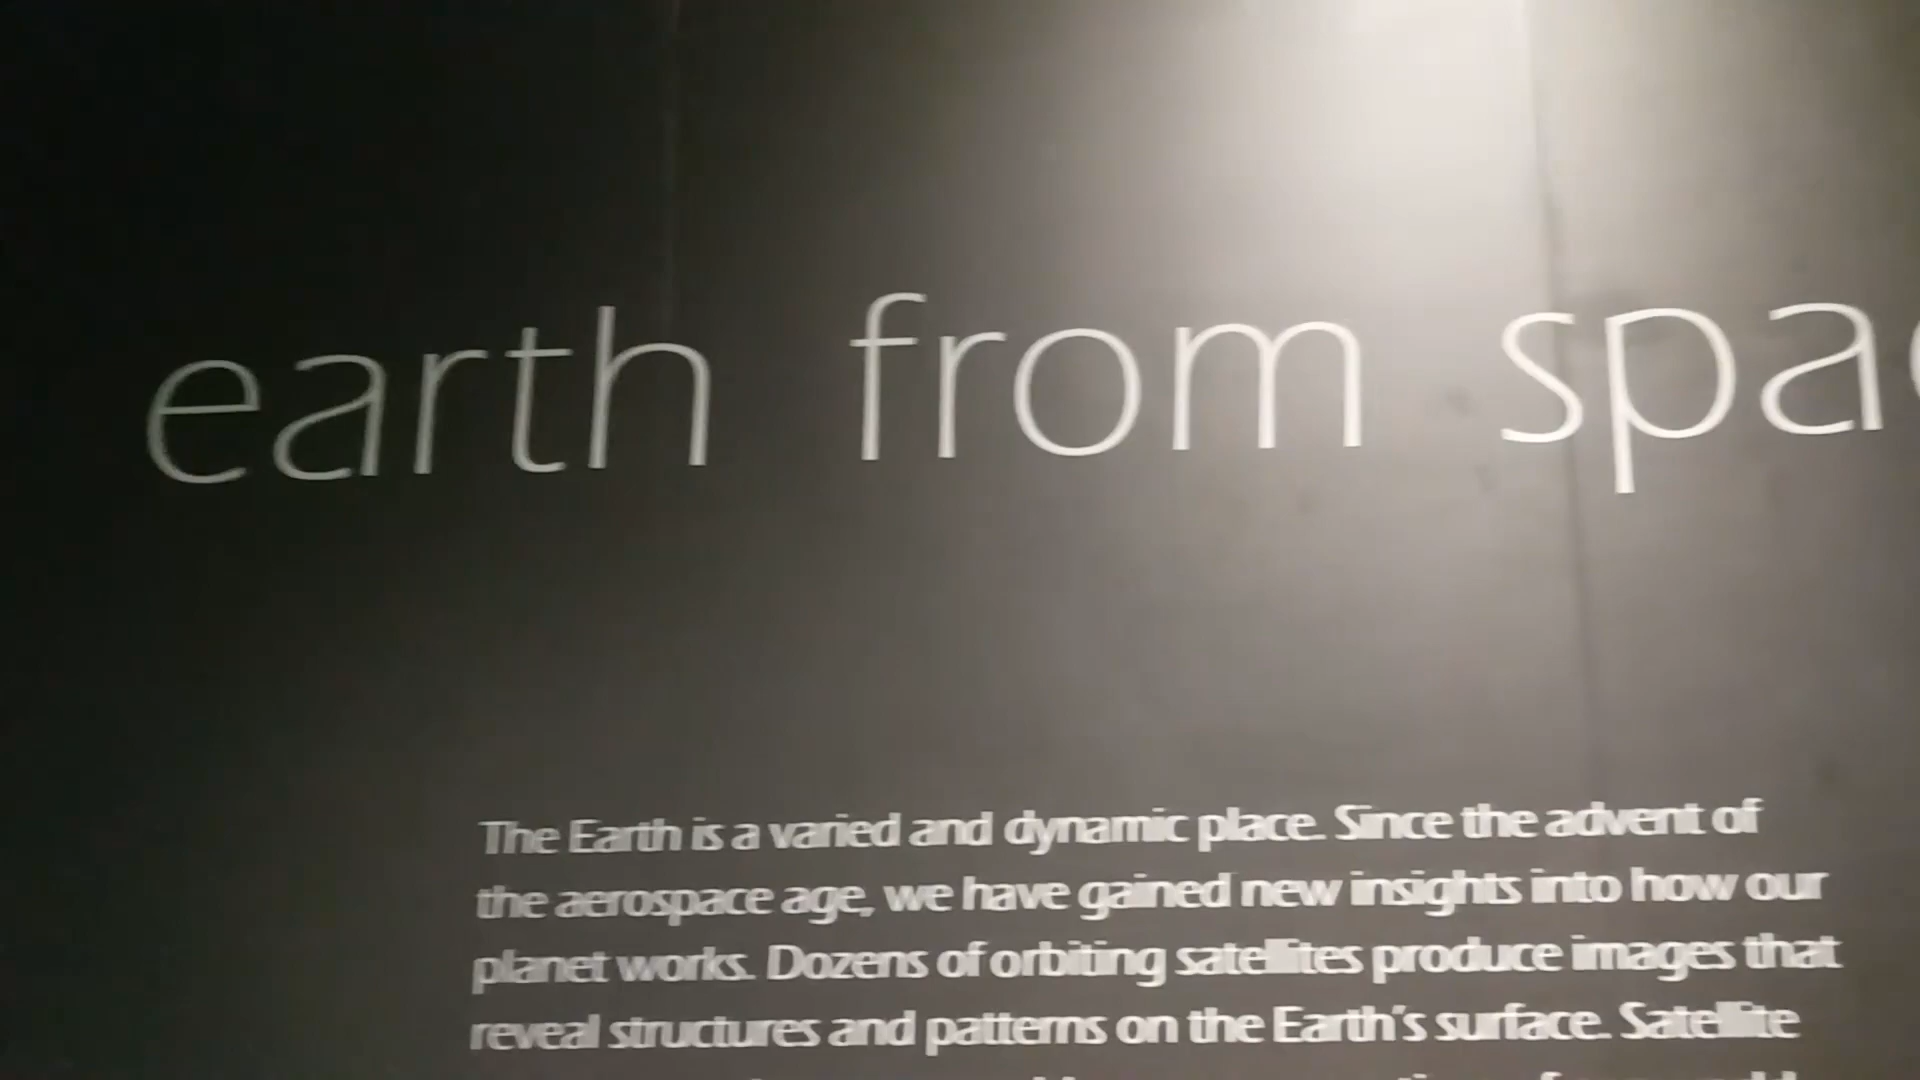 earth from spac
The Earth is a varied and dynamic place. Since the advent of
the aerospace age, we have gained new insights into how our
planet works. Dozens of orbiting satellites produce images that
reveal structures and patterns on the Earth's surface. Satellite